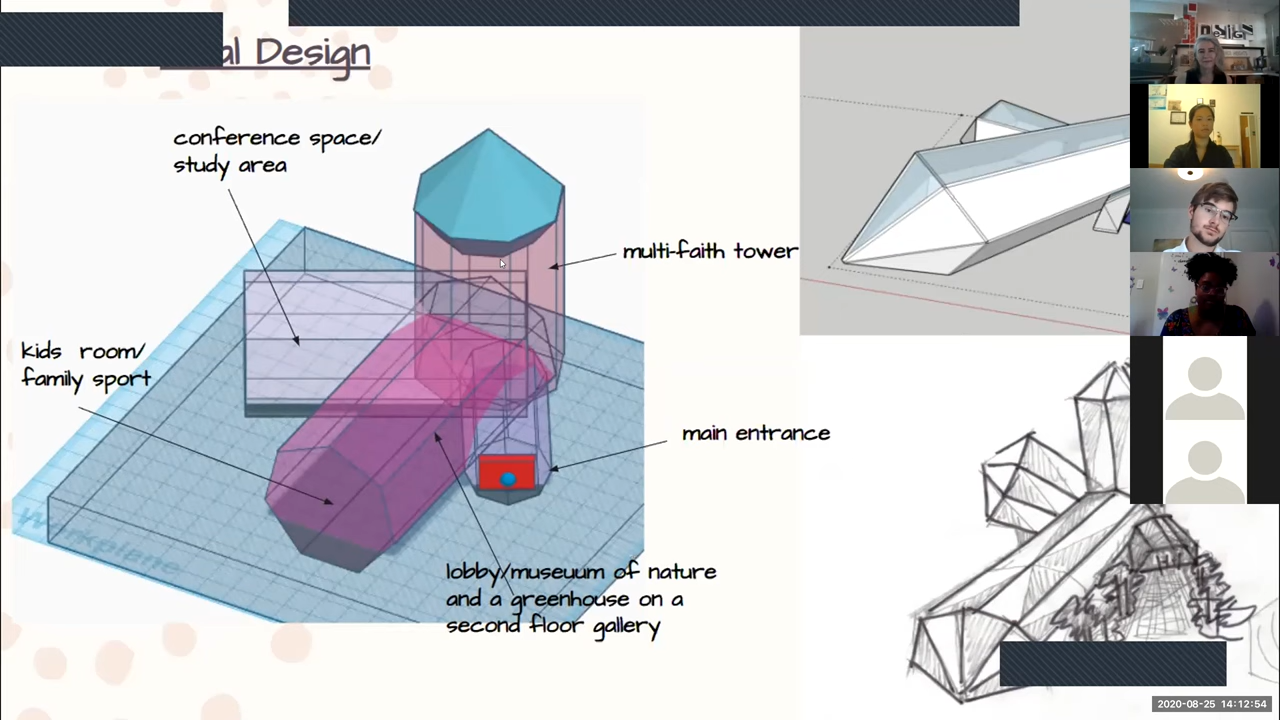 al Design
conference space/
study area
multi-faith tower
kids room/
family sport
main entrance
lobby/museuum of nature
and a greenhouse on a
second floor gallery
Workplane
2020-08-25 14:12:54